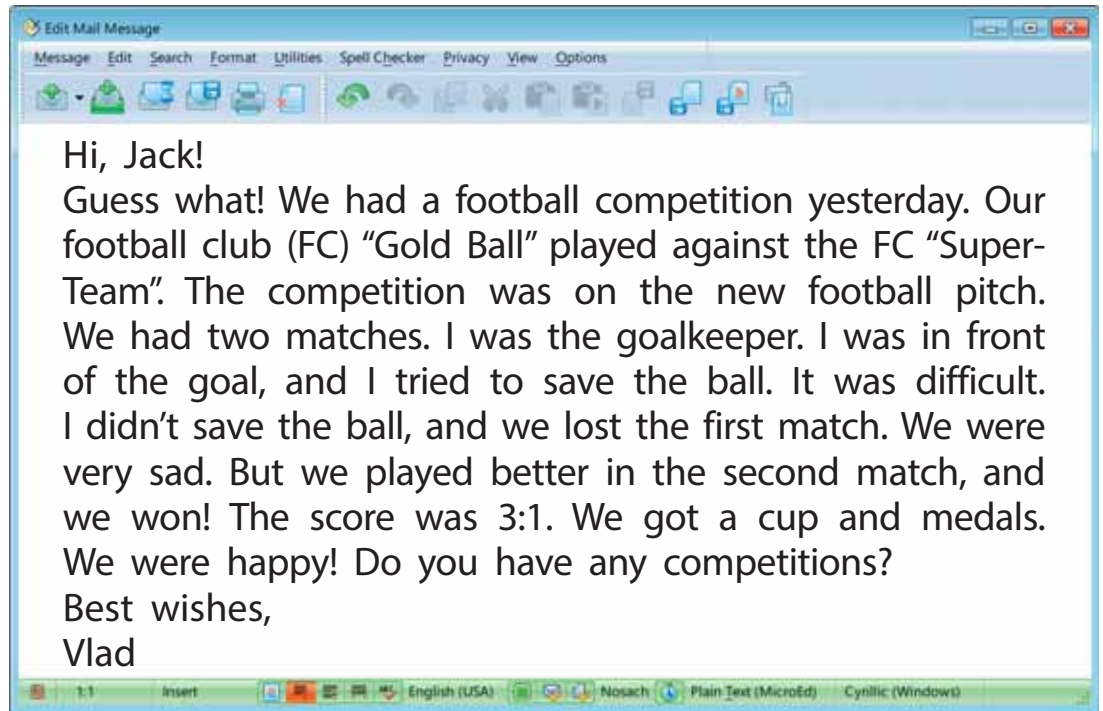 Edit Mail Message
Message Edit Search Format Utilities Spell Checker Privacy View Options
Hi, Jack!
Guess what! We had a football competition yesterday. Our
football club (FC) “Gold Ball” played against the FC “Super-
Team”. The competition was on the new football pitch.
We had two matches. I was the goalkeeper. I was in front
of the goal, and I tried to save the ball. It was difficult.
I didn’t save the ball, and we lost the first match. We were
very sad. But we played better in the second match, and
we won! The score was 3:1. We got a cup and medals.
We were happy! Do you have any competitions?
Best wishes,
Vlad
1:1 Insert English (USA) Nosach Plain Text (MicroEd) Cyrillic (Windows)